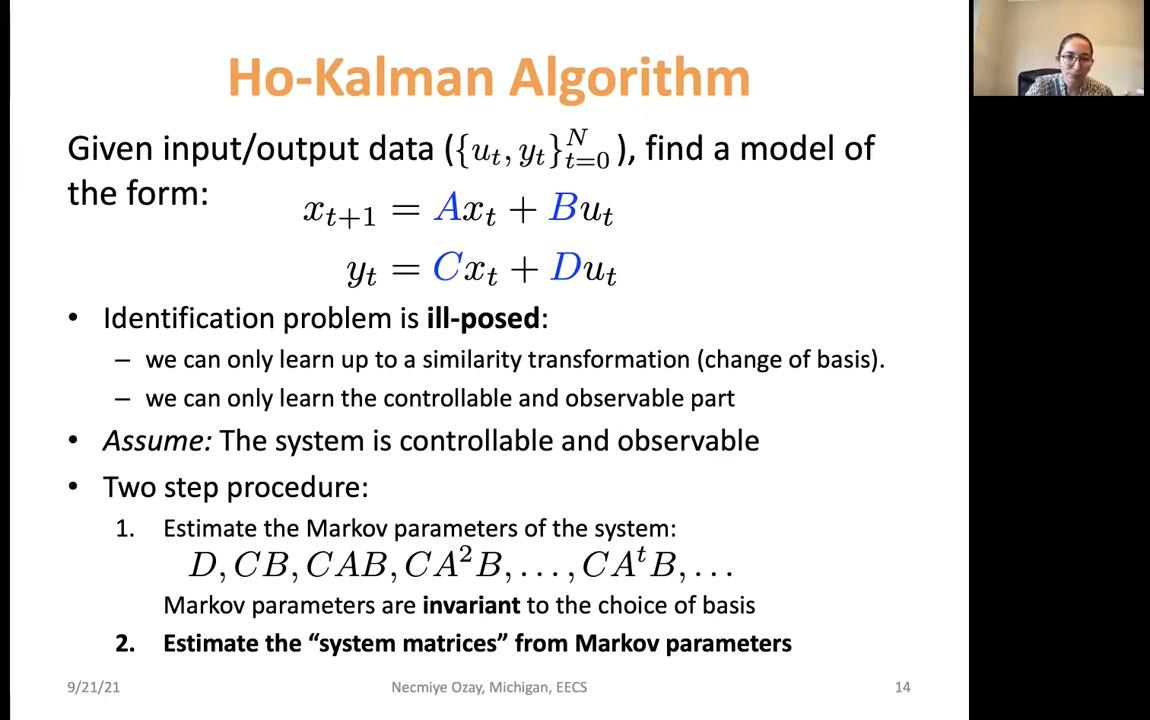 Ho-Kalman Algorithm
Given input/output data ({u_t, y_t}_{t=0}^N), find a model of
the form:
x_{t+1} = Ax_t + Bu_t
y_t = Cx_t + Du_t
• Identification problem is ill-posed:
– we can only learn up to a similarity transformation (change of basis).
– we can only learn the controllable and observable part
• Assume: The system is controllable and observable
• Two step procedure:
1. Estimate the Markov parameters of the system:
D, CB, CAB, CA²B, ..., CAᵗB, ...
Markov parameters are invariant to the choice of basis
2. Estimate the “system matrices” from Markov parameters
9/21/21 Necmiye Ozay, Michigan, EECS 14